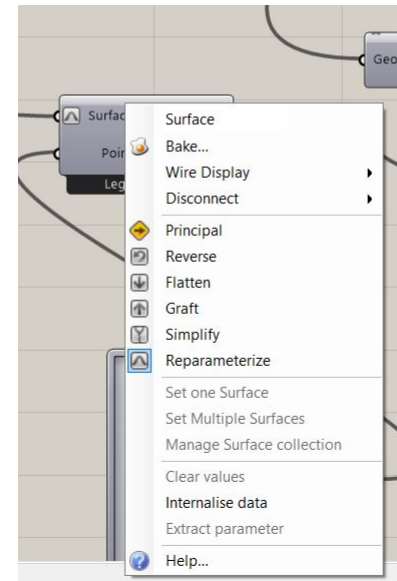 Geo
Surfac
Poin
Leg
Surface
Bake...
Wire Display
Disconnect
Principal
Reverse
Flatten
Graft
Simplify
Reparameterize
Set one Surface
Set Multiple Surfaces
Manage Surface collection
Clear values
Internalise data
Extract parameter
Help...